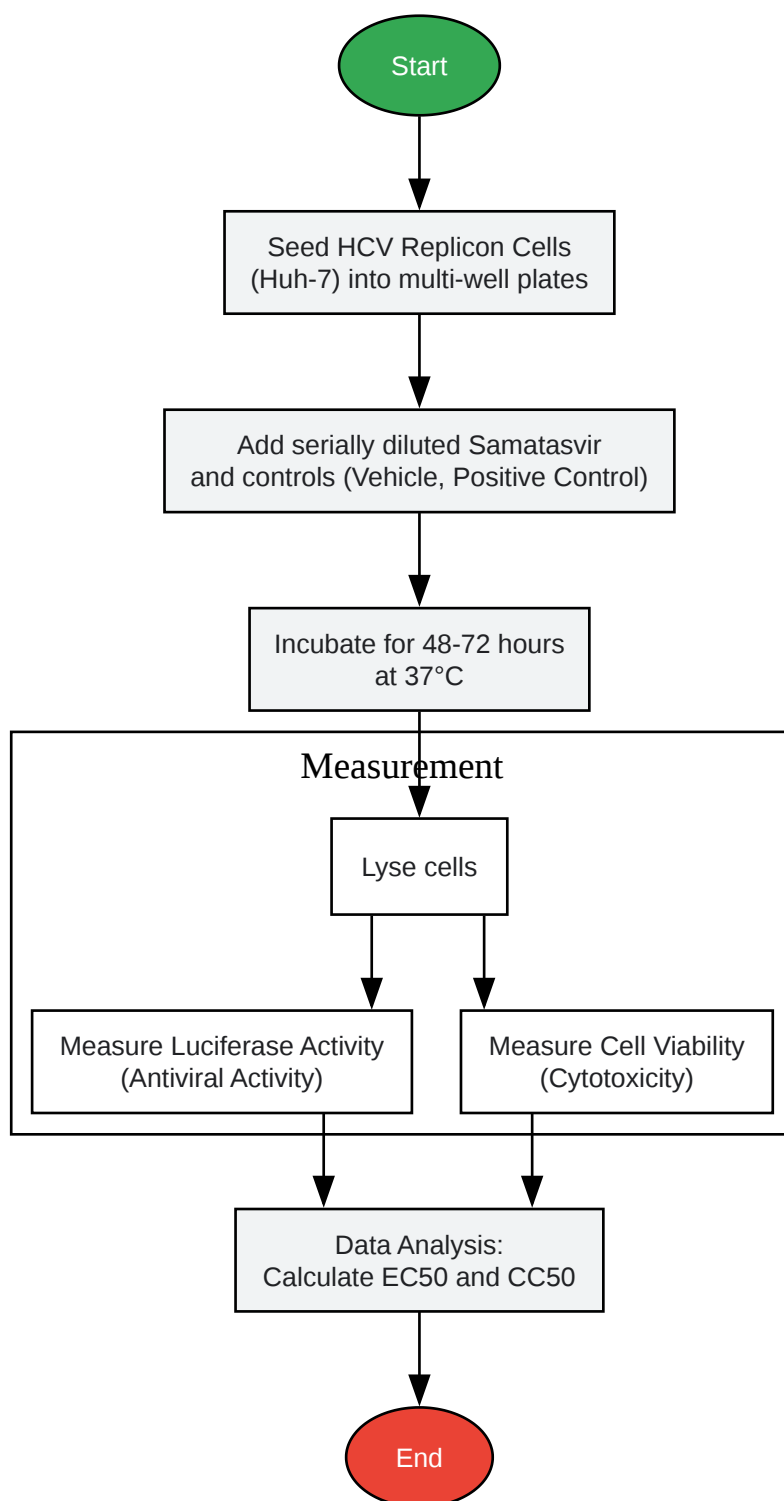 Start
Seed HCV Replicon Cells
(Huh-7) into multi-well plates
Add serially diluted Samatasvir
and controls (Vehicle, Positive Control)
Incubate for 48-72 hours
at 37°C
Measurement
Lyse cells
Measure Luciferase Activity
(Antiviral Activity)
Measure Cell Viability
(Cytotoxicity)
Data Analysis:
Calculate EC50 and CC50
End